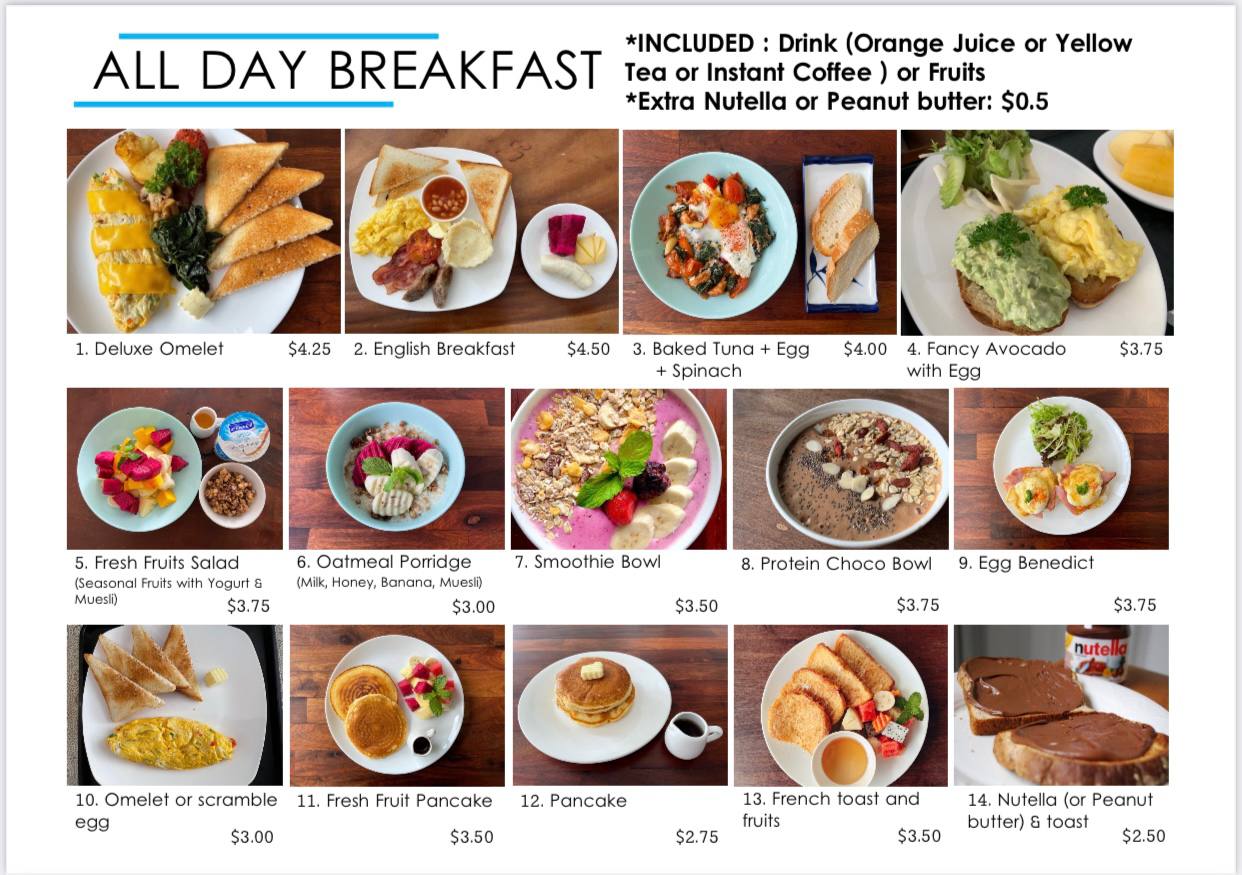 ALL DAY BREAKFAST
*INCLUDED : Drink (Orange Juice or Yellow
Tea or Instant Coffee ) or Fruits
*Extra Nutella or Peanut butter: $0.5
1. Deluxe Omelet $4.25
2. English Breakfast $4.50
3. Baked Tuna + Egg $4.00
+ Spinach
4. Fancy Avocado $3.75
with Egg
5. Fresh Fruits Salad
(Seasonal Fruits with Yogurt &
Muesli)
$3.75
6. Oatmeal Porridge
(Milk, Honey, Banana, Muesli)
$3.00
7. Smoothie Bowl
$3.50
8. Protein Choco Bowl
$3.75
9. Egg Benedict
$3.75
nutella
10. Omelet or scramble
egg
$3.00
11. Fresh Fruit Pancake
$3.50
12. Pancake
$2.75
13. French toast and
fruits
$3.50
14. Nutella (or Peanut
butter) & toast
$2.50